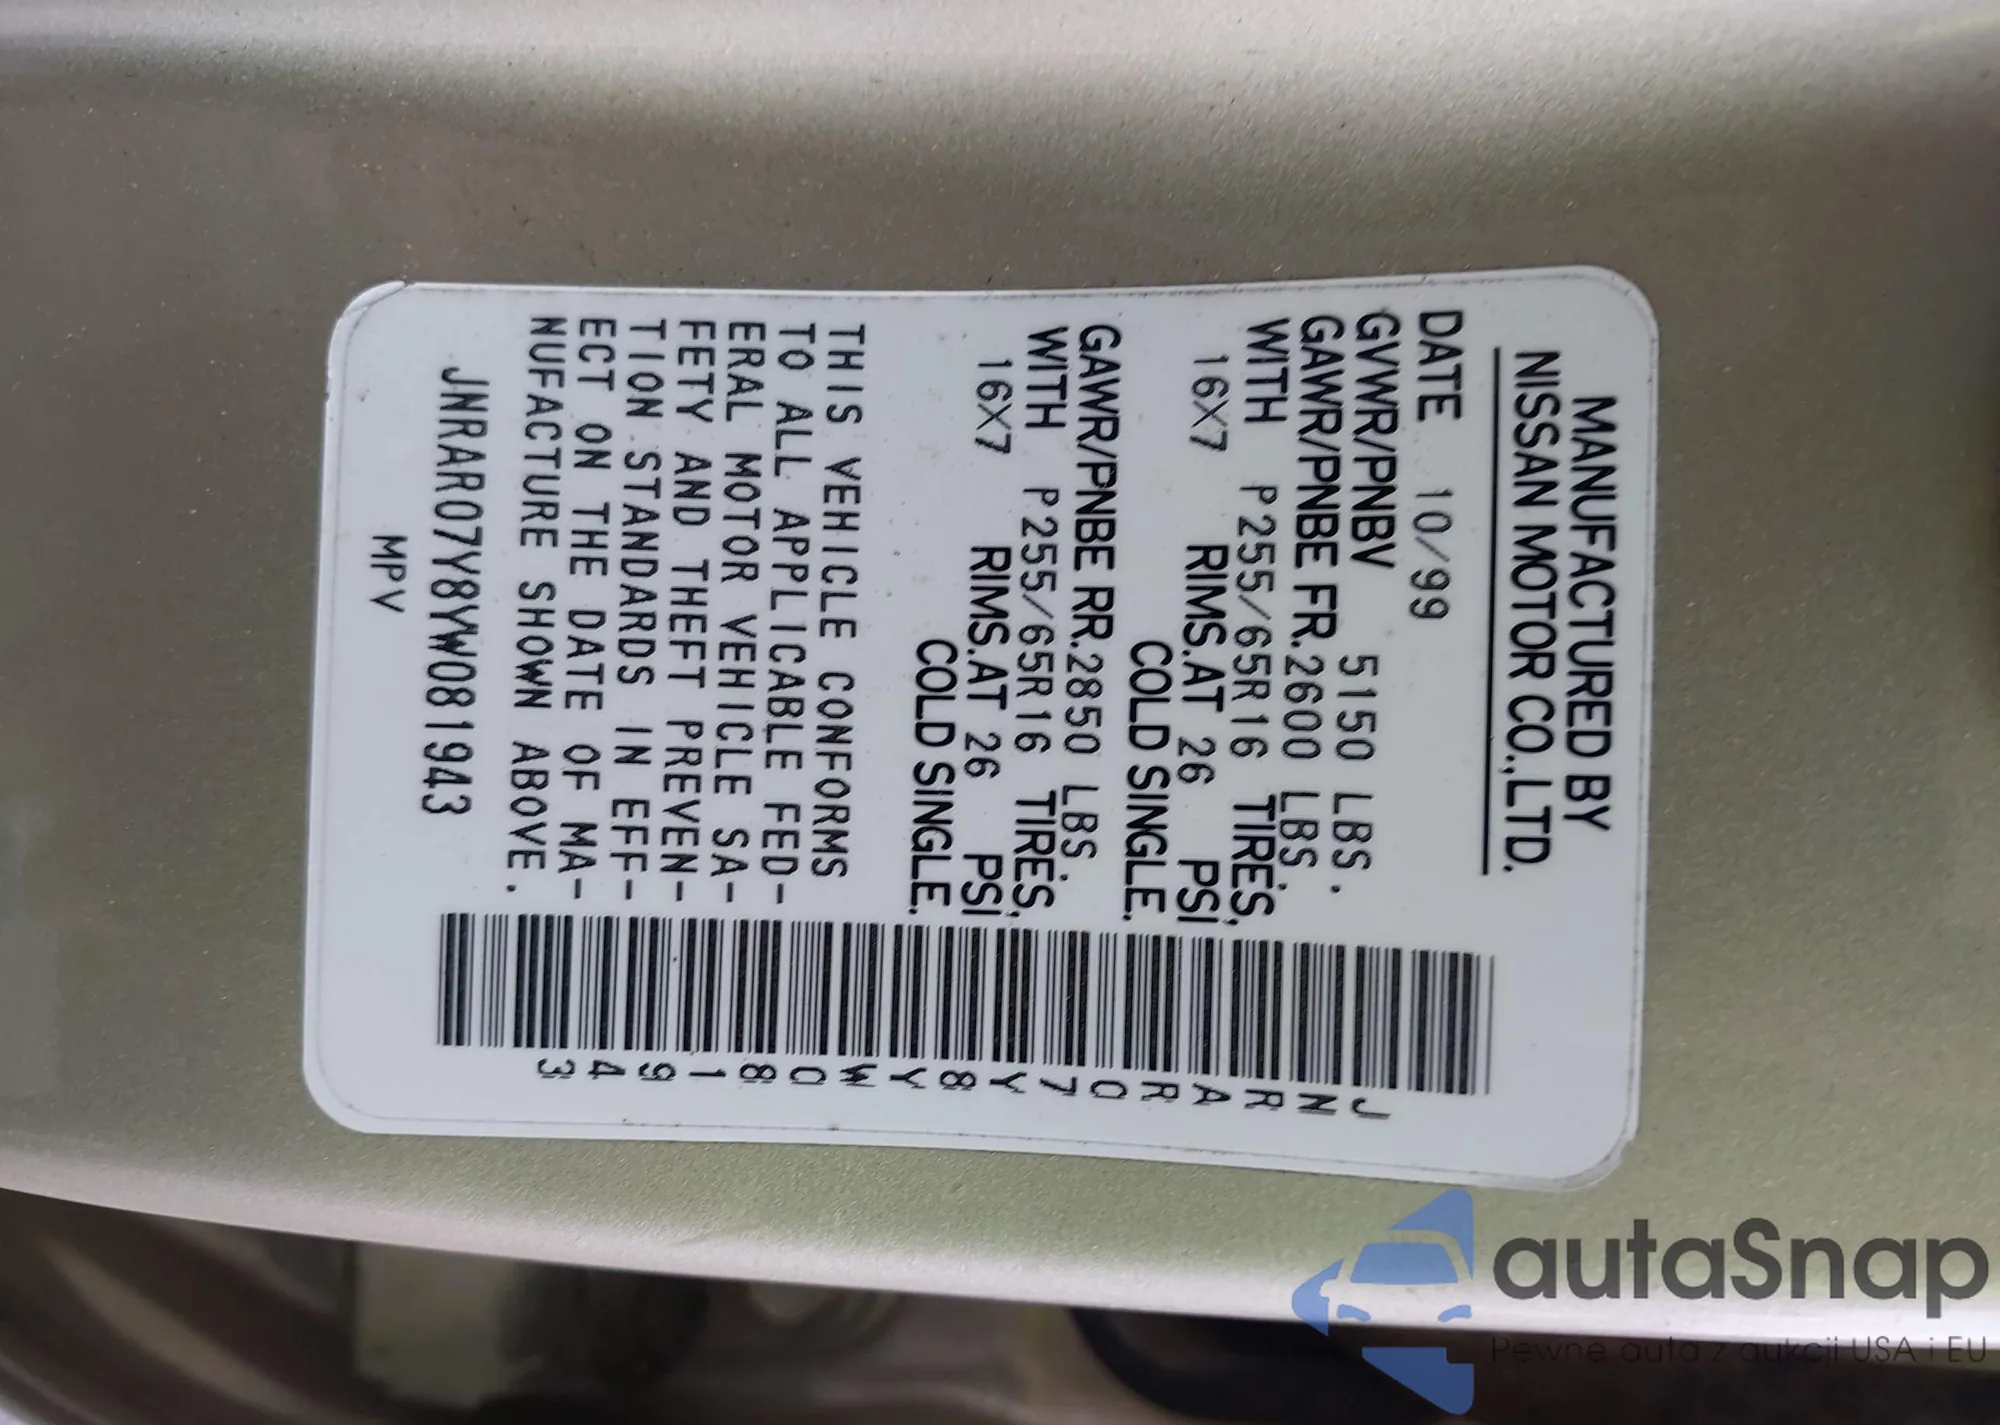 MANUFACTURED BY
NISSAN MOTOR CO.,LTD.
DATE 10/99
GVWR/PNBV 5150 LBS.
GAWR/PNBE FR.2600 LBS.
WITH P255/65R16 TIRES,
16X7 RIMS.AT 26 PSI
COLD SINGLE.
GAWR/PNBE RR.2850 LBS.
WITH P255/65R16 TIRES,
16X7 RIMS.AT 26 PSI
COLD SINGLE.
THIS VEHICLE CONFORMS
TO ALL APPLICABLE FED-
ERAL MOTOR VEHICLE SA-
FETY AND THEFT PREVEN-
TION STANDARDS IN EFF-
ECT ON THE DATE OF MA-
NUFACTURE SHOWN ABOVE.
JNRAR07Y8YW081943
MPV
JNRAR07Y8YW081943
autaSnap
Pewne auta z aukcji USA i EU